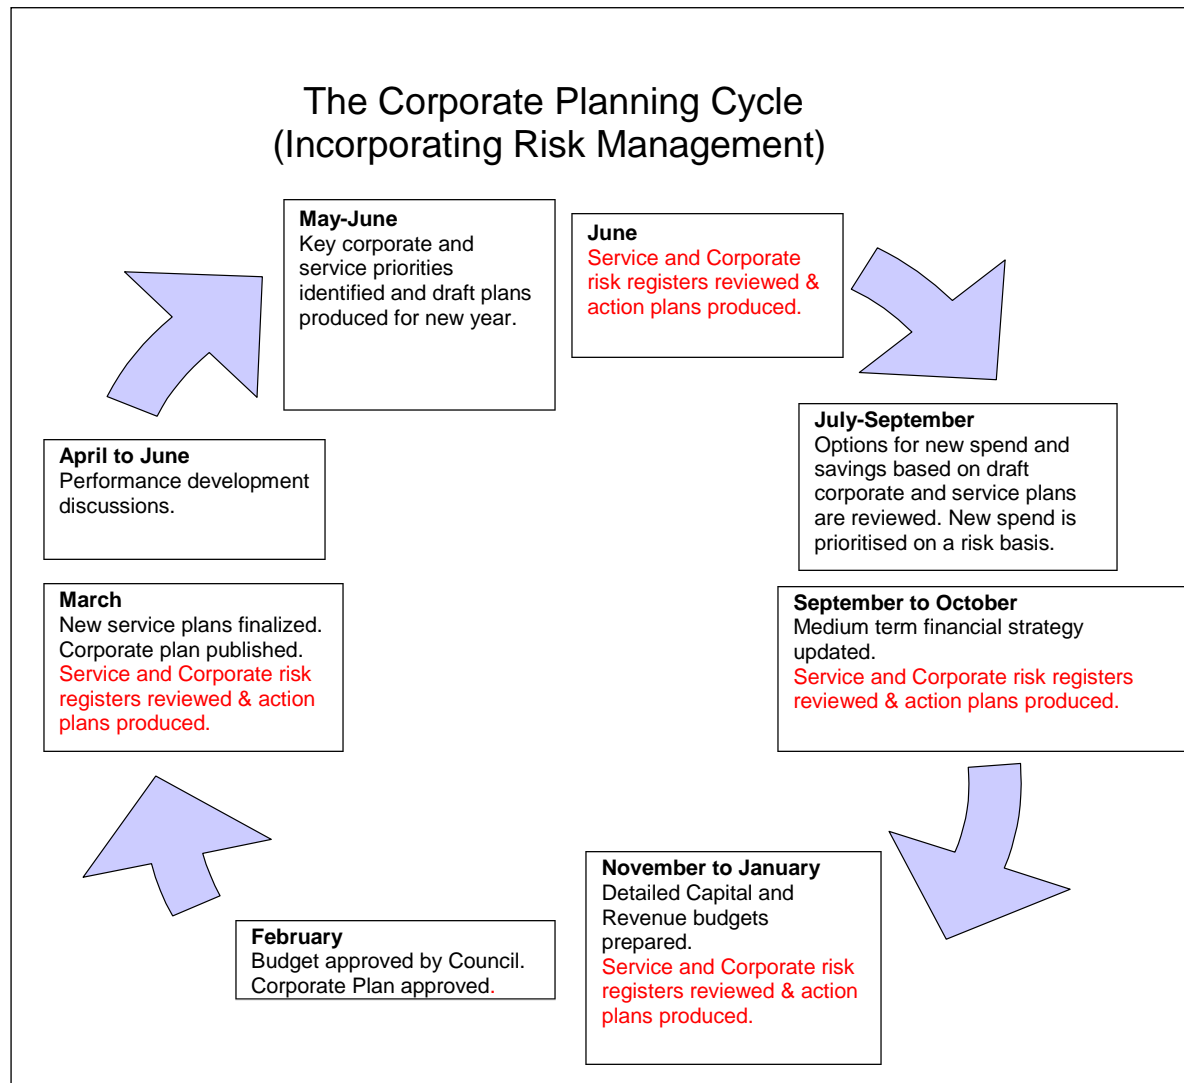 The Corporate Planning Cycle
(Incorporating Risk Management)
May-June
Key corporate and
service priorities
identified and draft plans
produced for new year.
June
Service and Corporate
risk registers reviewed &
action plans produced.
July-September
Options for new spend and
savings based on draft
corporate and service plans
are reviewed. New spend is
prioritised on a risk basis.
September to October
Medium term financial strategy
updated.
Service and Corporate risk registers
reviewed & action plans produced.
November to January
Detailed Capital and
Revenue budgets
prepared.
Service and Corporate risk
registers reviewed & action
plans produced.
February
Budget approved by Council.
Corporate Plan approved.
March
New service plans finalized.
Corporate plan published.
Service and Corporate risk
registers reviewed & action
plans produced.
April to June
Performance development
discussions.